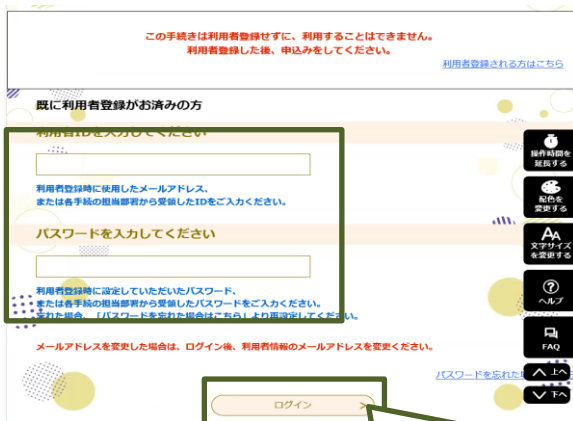 この手続きは利用者登録せずに、利用することはできません。
利用者登録した後、申込みをしてください。
利用者登録される方はこちら
既に利用者登録がお済みの方
利用者IDを入力してください
利用者登録時に使用したメールアドレス、
または各手続の担当部署から受領したIDをご入力ください。
パスワードを入力してください
利用者登録時に設定していただいたパスワード、
または各手続の担当部署から受領したパスワードをご入力ください。
忘れた場合、「パスワードを忘れた場合はこちら」より再設定してください。
メールアドレスを変更した場合は、ログイン後、利用者情報のメールアドレスを変更ください。
パスワードを忘れた
ログイン
操作時間を
延長する
配色を
変更する
文字サイズ
を変更する
ヘルプ
FAQ
上へ
下へ